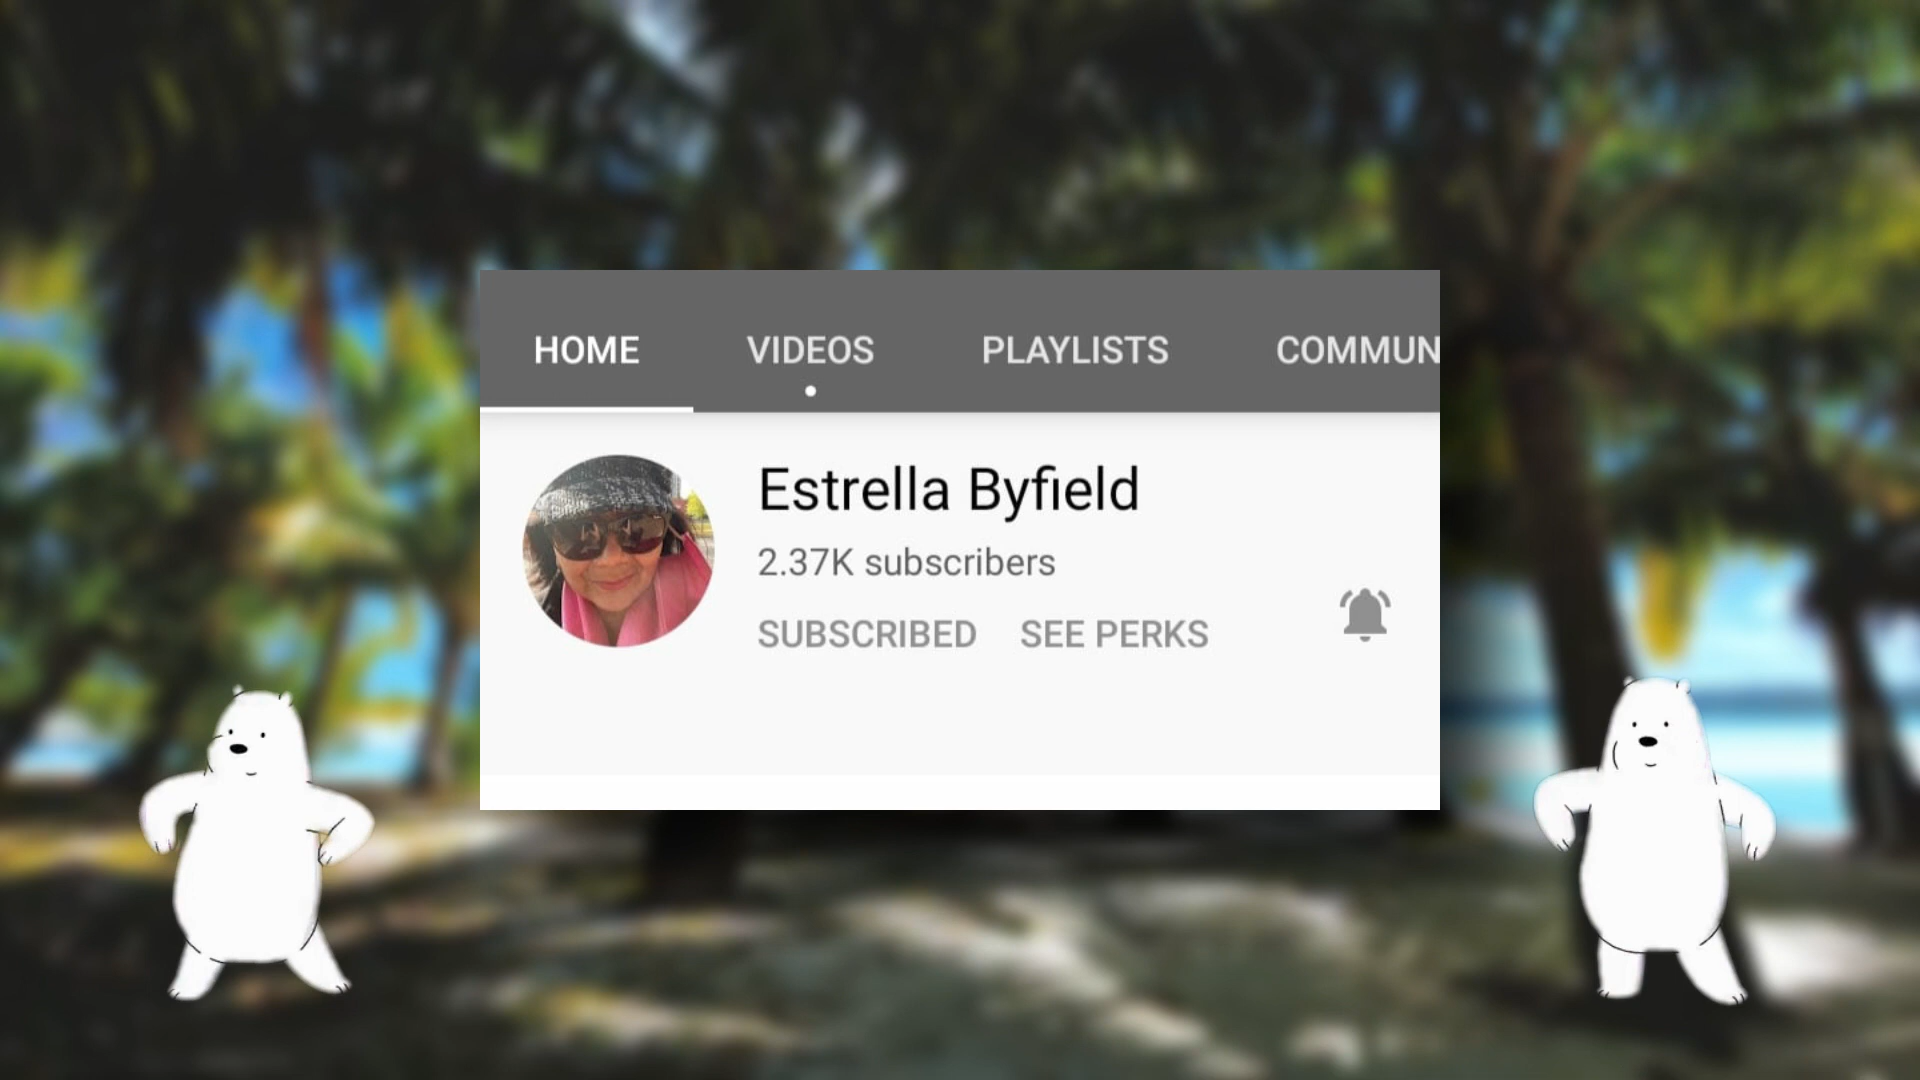 HOME VIDEOS PLAYLISTS COMMUN
Estrella Byfield
2.37K subscribers
SUBSCRIBED SEE PERKS